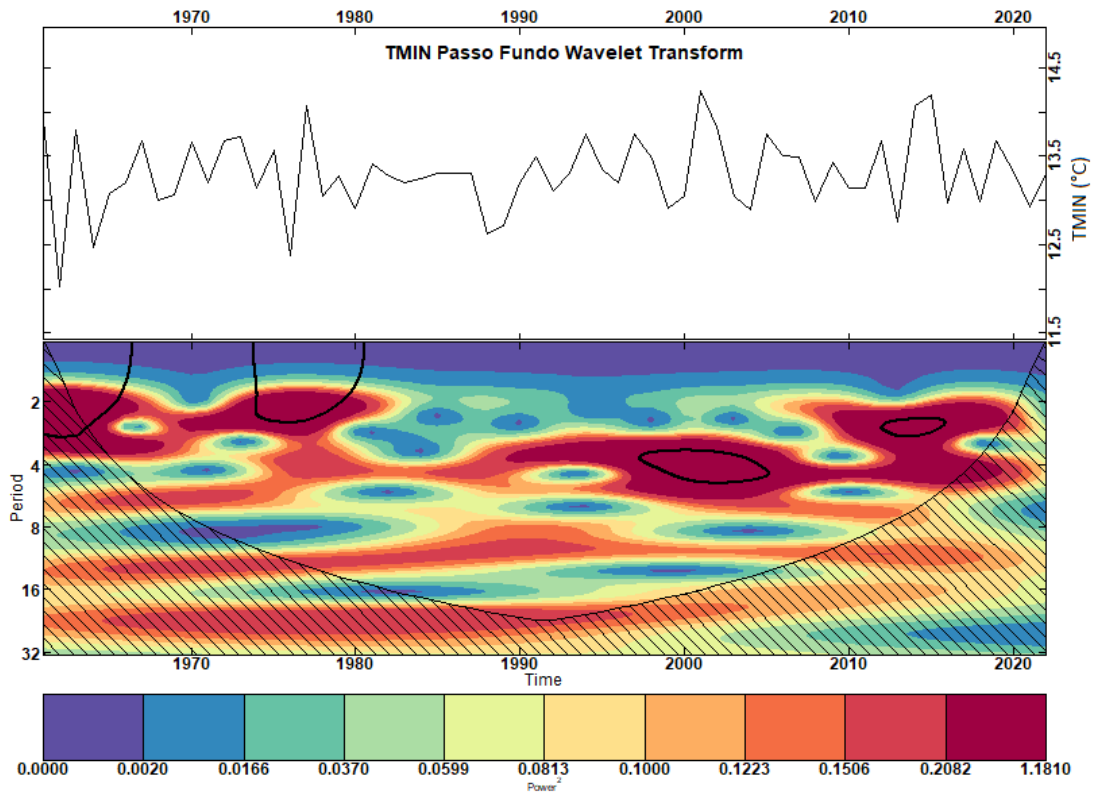 1970 1980 1990 2000 2010 2020
TMIN Passo Fundo Wavelet Transform
14.5
13.5
12.5
11.5
TMIN (°C)
1
2
4
8
16
32
Period
1970 1980 1990 2000 2010 2020
Time
0.0000 0.0020 0.0166 0.0370 0.0599 0.0813 0.1000 0.1223 0.1506 0.2082 1.1810
Power²